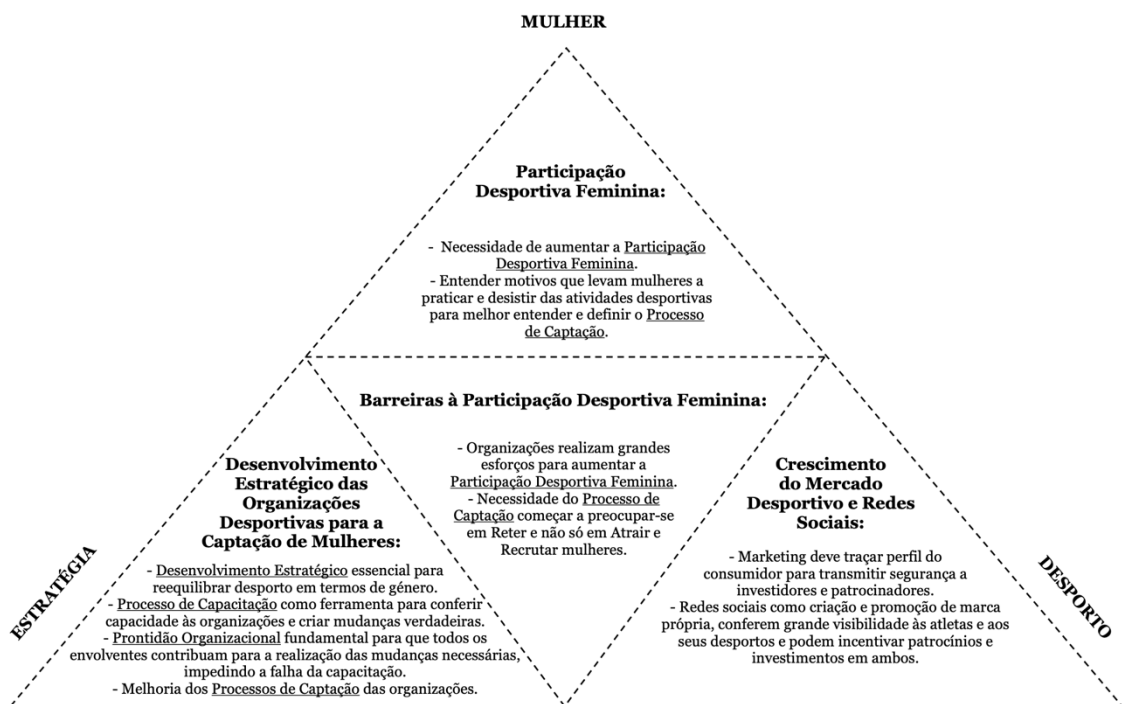 MULHER
Participação
Desportiva Feminina:
- Necessidade de aumentar a Participação
Desportiva Feminina.
- Entender motivos que levam mulheres a
praticar e desistir das atividades desportivas
para melhor entender e definir o Processo
de Captação.
Barreiras à Participação Desportiva Feminina:
- Organizações realizam grandes
esforços para aumentar a
Participação Desportiva Feminina.
- Necessidade do Processo de
Captação começar a preocupar-se
em Reter e não só em Atrair e
Recrutar mulheres.
Desenvolvimento
Estratégico das
Organizações
Desportivas para a
Captação de Mulheres:
- Desenvolvimento Estratégico essencial para
reequilibrar desporto em termos de género.
- Processo de Capacitação como ferramenta para conferir
capacidade às organizações e criar mudanças verdadeiras.
- Prontidão Organizacional fundamental para que todos os
envolventes contribuam para a realização das mudanças necessárias,
impedindo a falha da capacitação.
- Melhoria dos Processos de Captação das organizações.
Crescimento
do Mercado
Desportivo e Redes
Sociais:
- Marketing deve traçar perfil do
consumidor para transmitir segurança a
investidores e patrocinadores.
- Redes sociais como criação e promoção de marca
própria, conferem grande visibilidade às atletas e aos
seus desportos e podem incentivar patrocínios e
investimentos em ambos.
ESTRATÉGIA
DESPORTO